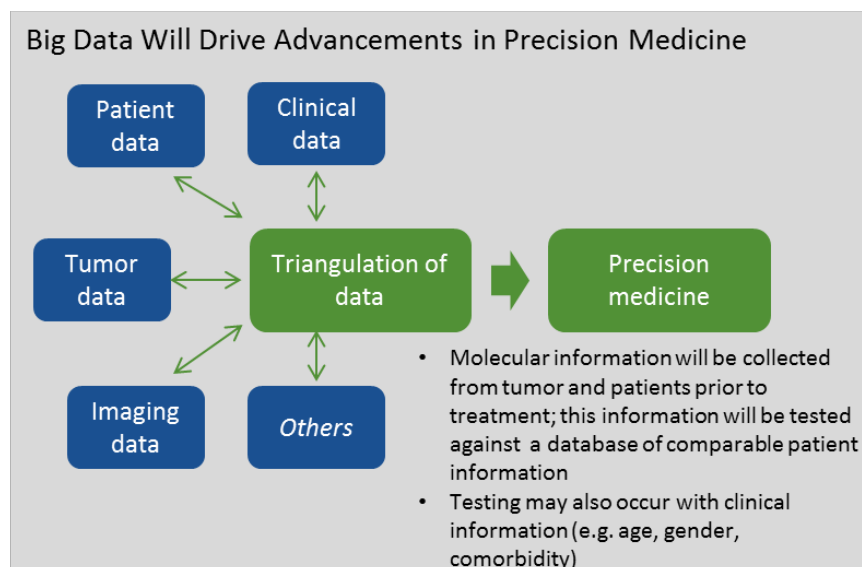 Big Data Will Drive Advancements in Precision Medicine
Patient
data
Clinical
data
Tumor
data
Triangulation of
data
Precision
medicine
Imaging
data
Others
• Molecular information will be collected
from tumor and patients prior to
treatment; this information will be tested
against a database of comparable patient
information
• Testing may also occur with clinical
information (e.g. age, gender,
comorbidity)